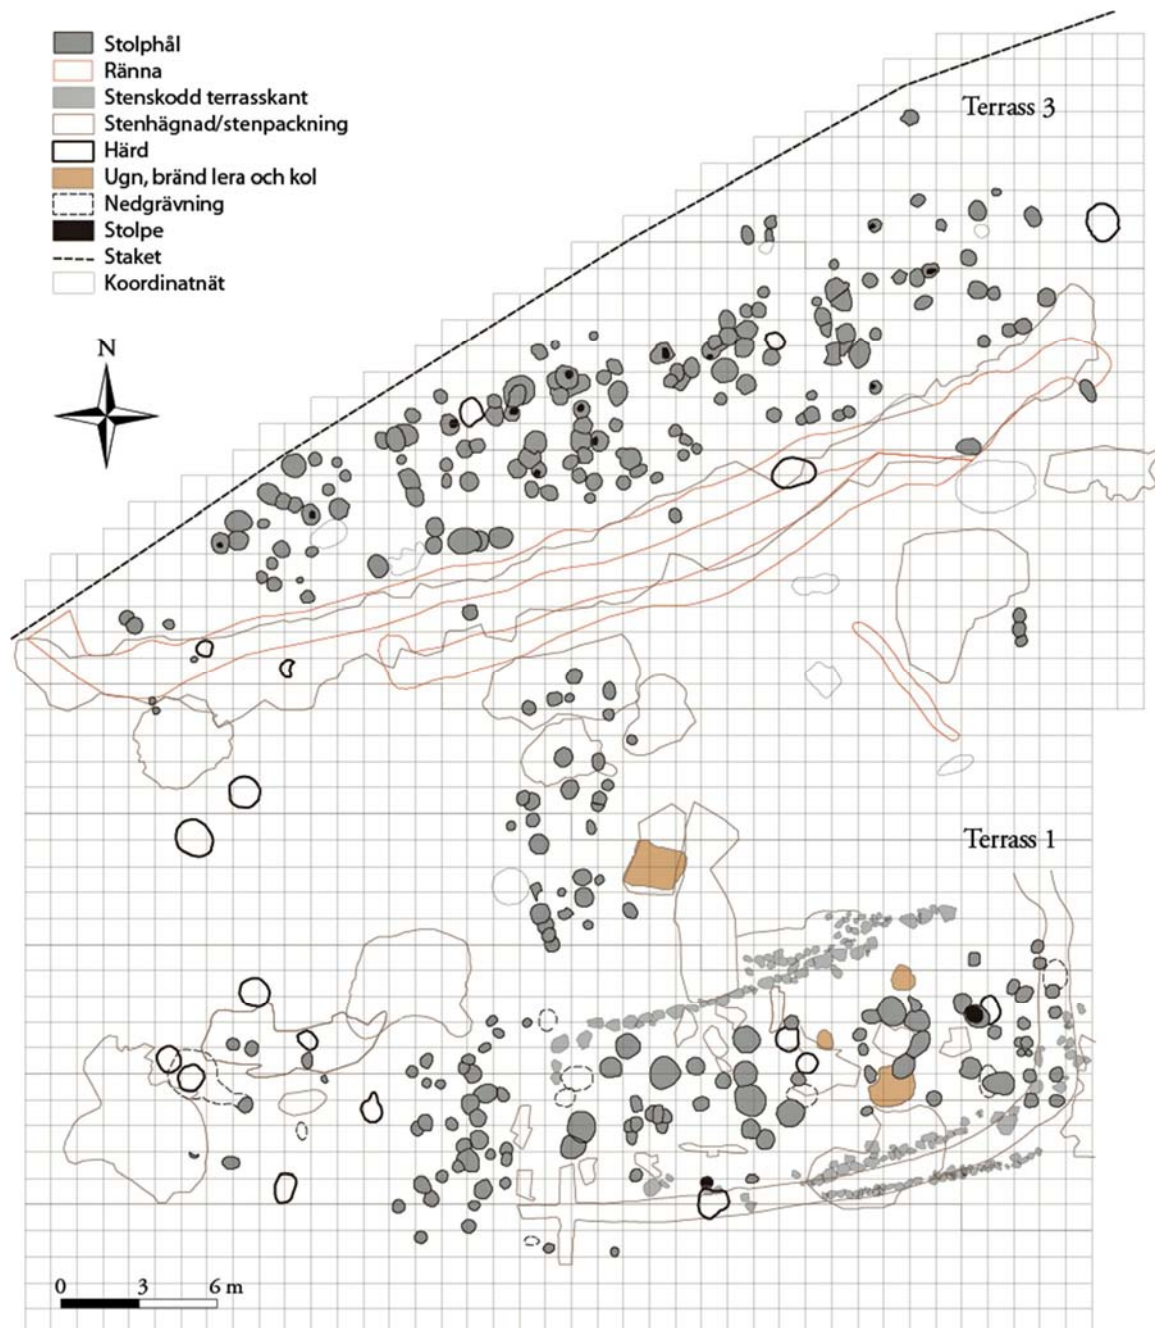 Stolphål
Ränna
Stenskodd terrasskant
Stenhägnad/stenpackning
Härd
Ugn, bränd lera och kol
Nedgrävning
Stolpe
Staket
Koordinatnät
N
Terrass 3
Terrass 1
0 3 6 m